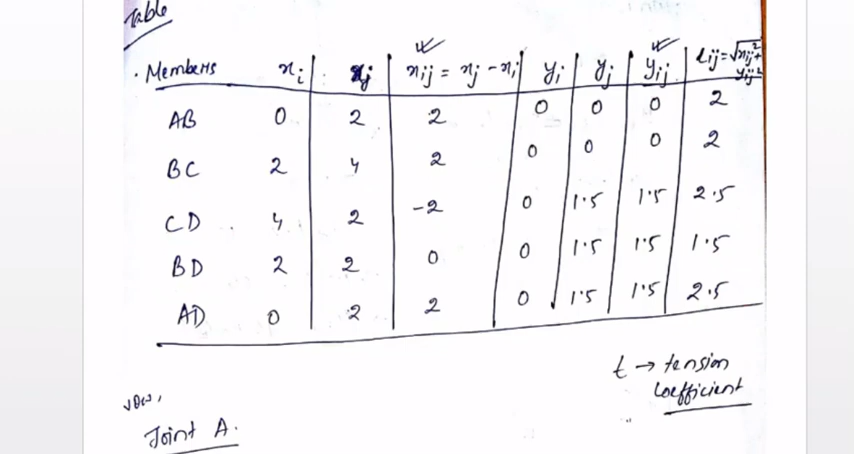 Table
Members xi xj xij = xj - xi yi yj yij Lij = √xij²+yij²
AB 0 2 2 0 0 0 2
BC 2 4 2 0 0 0 2
CD 4 2 -2 0 1.5 1.5 2.5
BD 2 2 0 0 1.5 1.5 1.5
AD 0 2 2 0 1.5 1.5 2.5
t → tension
coefficient
Now,
Joint A.